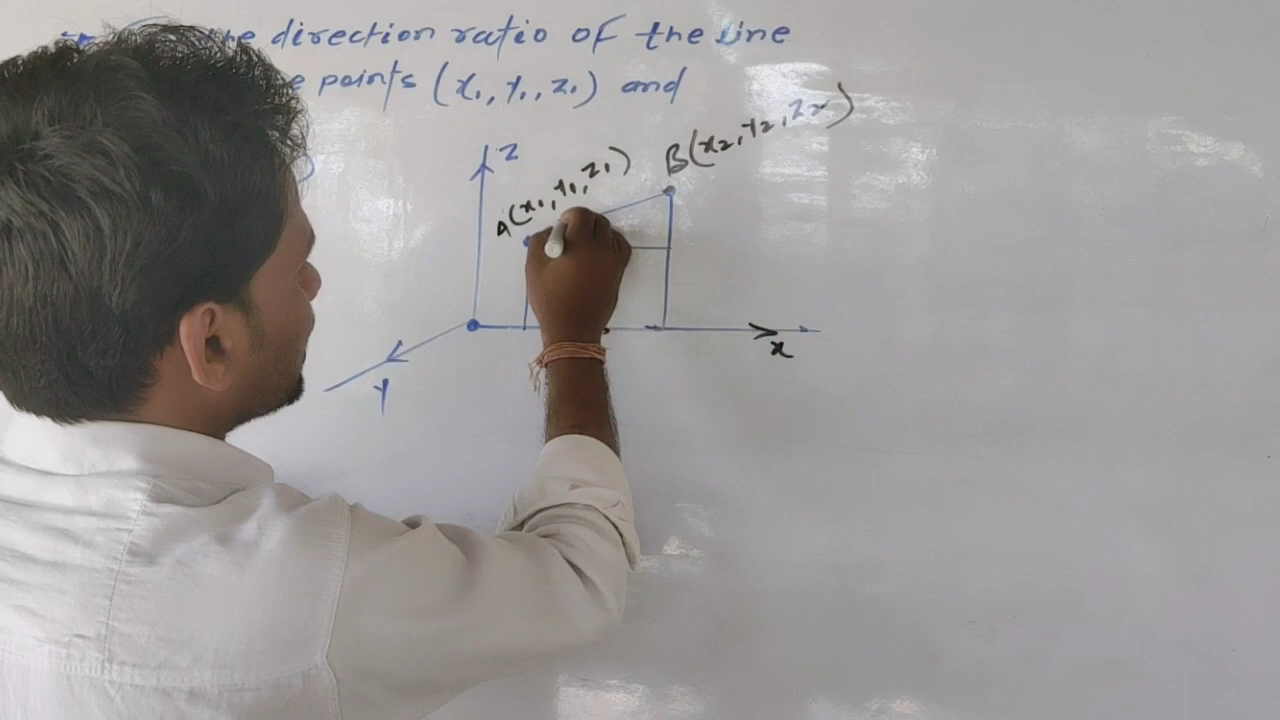 direction ratio of the line
points (x₁, y₁, z₁) and
)
Z
A(x₁, y₁, z₁)
B(x₂, y₂, z₂)
x
Y